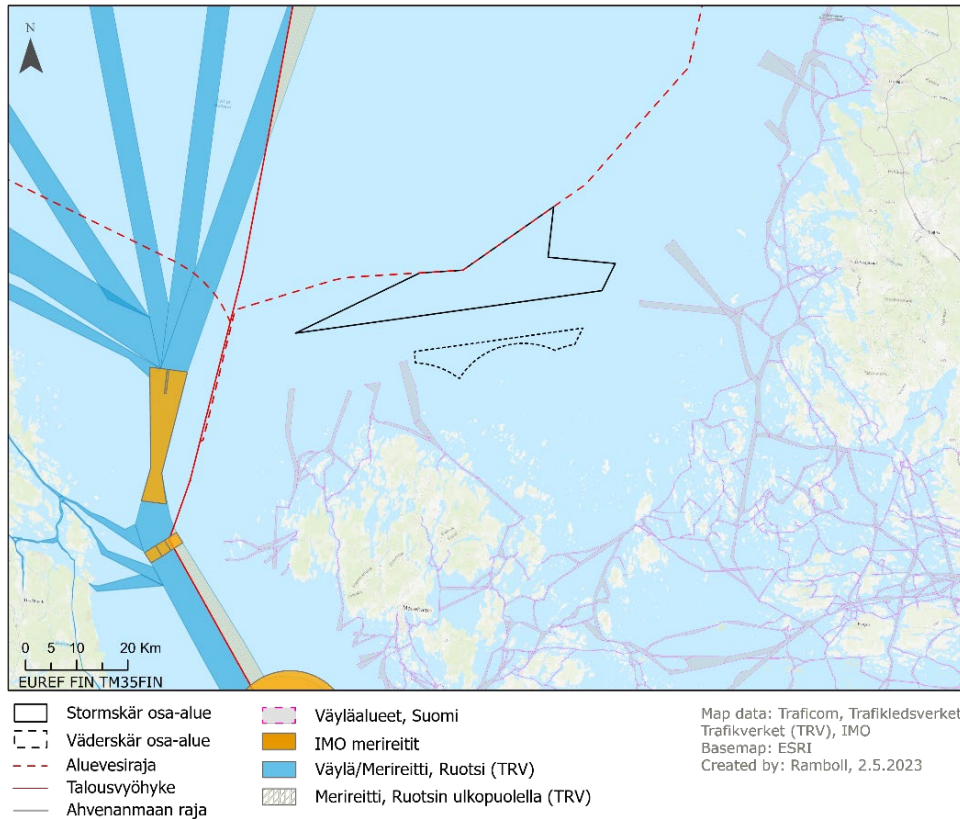 N
0 5 10 20 Km
EUREF FIN TM35FIN
Stormskär osa-alue
Väderskär osa-alue
Aluevesiraja
Talousvyöhyke
Ahvenanmaan raja
Väyläalueet, Suomi
IMO merireitit
Väylä/Merireitti, Ruotsi (TRV)
Merireitti, Ruotsin ulkopuolella (TRV)
Map data: Traficom, Trafikledsverket
Trafikverket (TRV), IMO
Basemap: ESRI
Created by: Ramboll, 2.5.2023